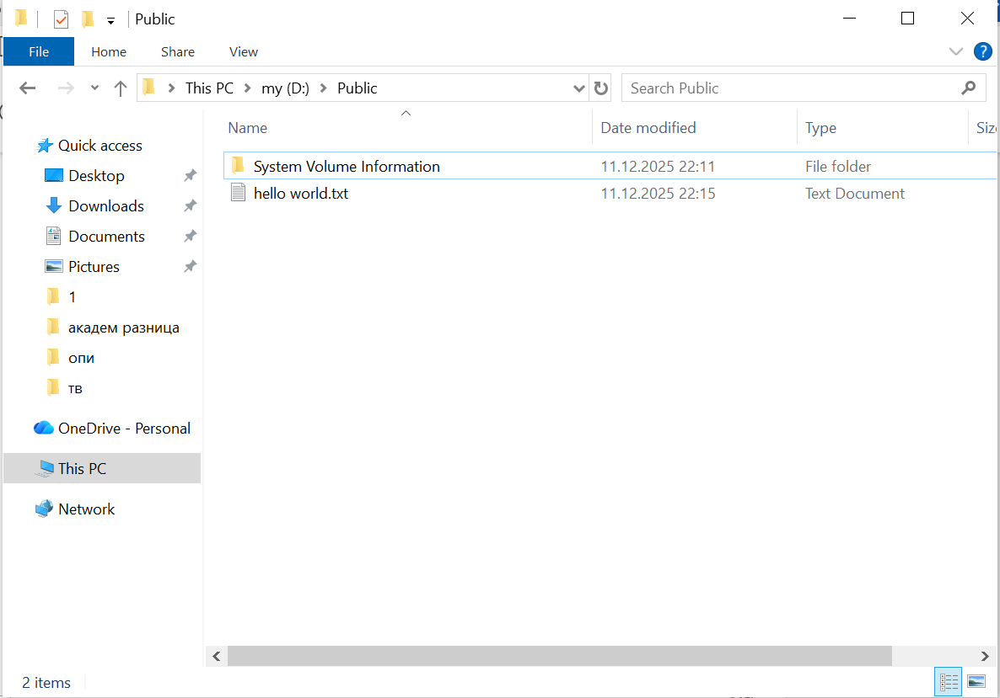 Public
File Home Share View
This PC my (D:) Public
Search Public
Name Date modified Type Siz
Quick access
Desktop
Downloads
Documents
Pictures
1
академ разница
опи
тв
OneDrive - Personal
This PC
Network
System Volume Information 11.12.2025 22:11 File folder
hello world.txt 11.12.2025 22:15 Text Document
2 items